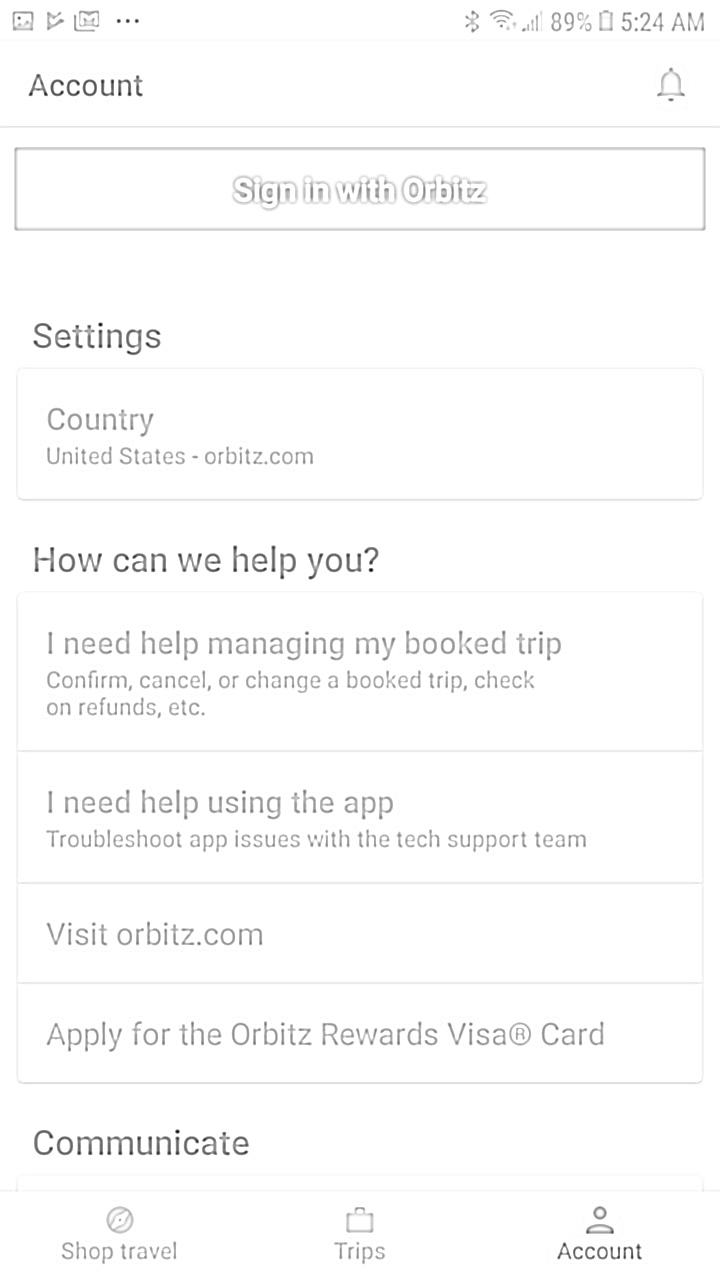 89% 5:24 AM
Account
Sign in with Orbitz
Settings
Country
United States - orbitz.com
How can we help you?
I need help managing my booked trip
Confirm, cancel, or change a booked trip, check
on refunds, etc.
I need help using the app
Troubleshoot app issues with the tech support team
Visit orbitz.com
Apply for the Orbitz Rewards Visa® Card
Communicate
Shop travel
Trips
Account